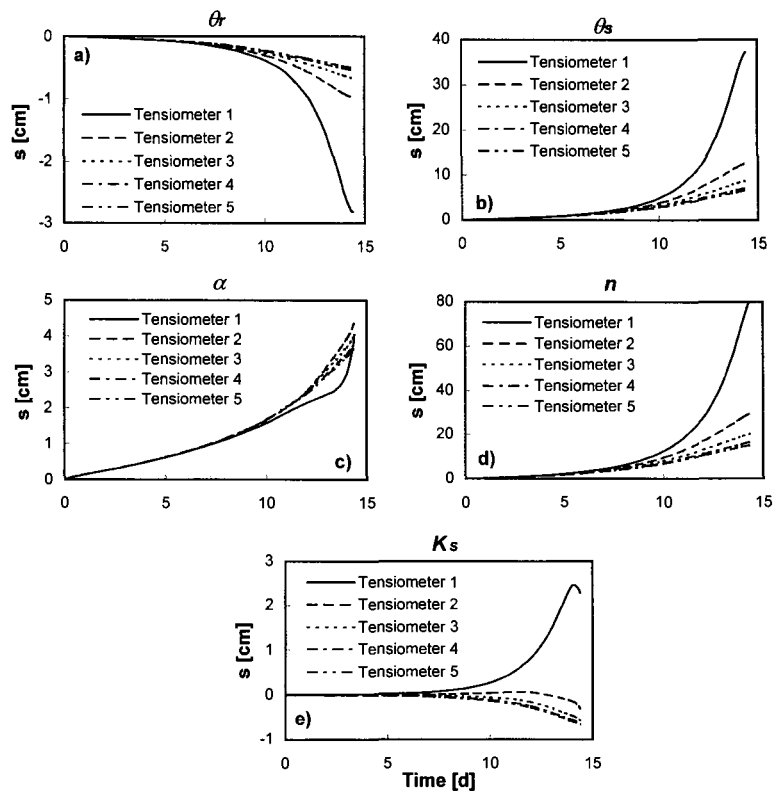 θr
θs
0
-1
-2
-3
s [cm]
a)
Tensiometer 1
Tensiometer 2
Tensiometer 3
Tensiometer 4
Tensiometer 5
0 5 10 15
40
30
20
10
0
s [cm]
Tensiometer 1
Tensiometer 2
Tensiometer 3
Tensiometer 4
Tensiometer 5
b)
0 5 10 15
α
n
5
4
3
2
1
0
s [cm]
Tensiometer 1
Tensiometer 2
Tensiometer 3
Tensiometer 4
Tensiometer 5
c)
0 5 10 15
80
60
40
20
0
s [cm]
Tensiometer 1
Tensiometer 2
Tensiometer 3
Tensiometer 4
Tensiometer 5
d)
0 5 10 15
Ks
3
2
1
0
-1
s [cm]
Tensiometer 1
Tensiometer 2
Tensiometer 3
Tensiometer 4
Tensiometer 5
e)
0 5 10 15
Time [d]